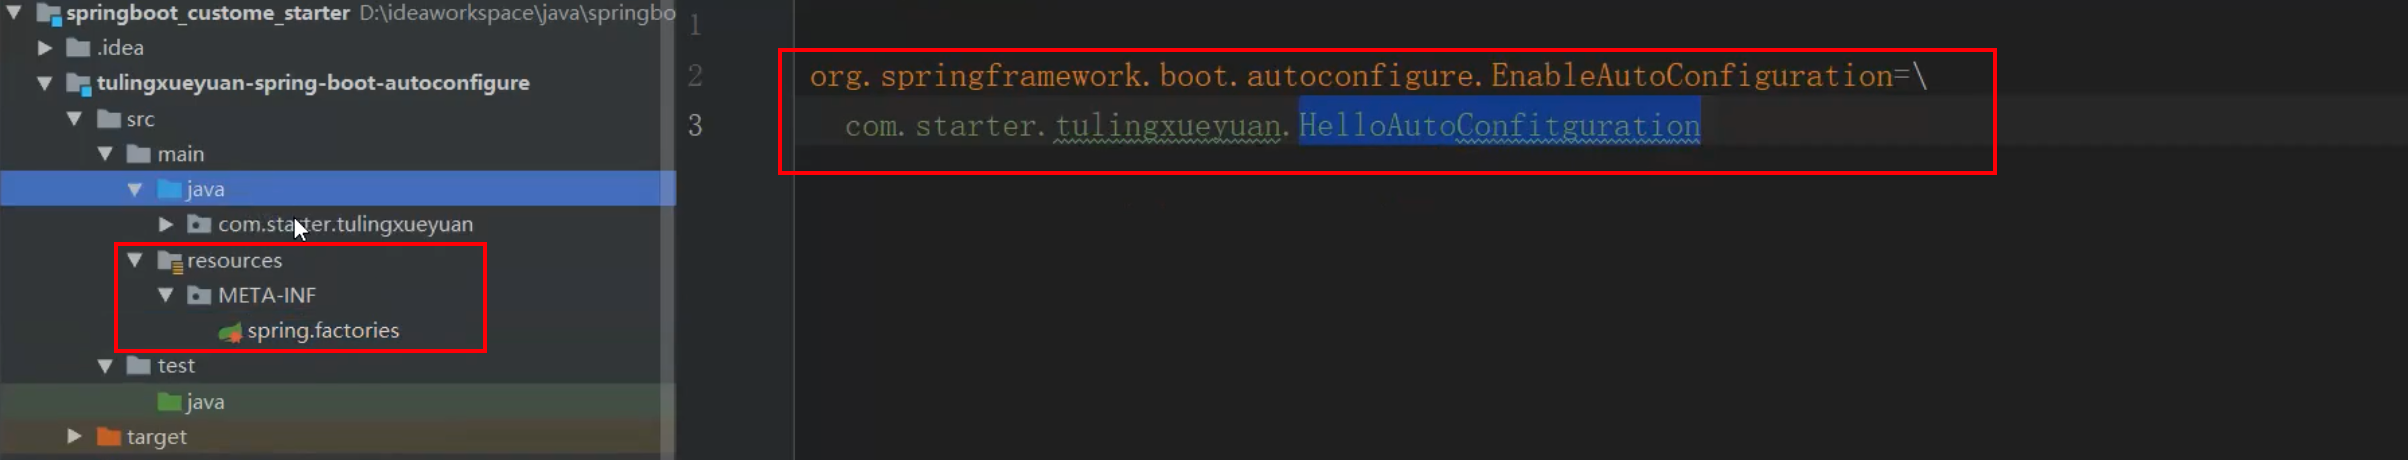 springboot_custome_starter D:\ideaworkspace\java\springbo
.idea
tulingxueyuan-spring-boot-autoconfigure
src
main
java
com.starter.tulingxueyuan
resources
META-INF
spring.factories
test
java
target
1
2 org.springframework.boot.autoconfigure.EnableAutoConfiguration=\
3 com.starter.tulingxueyuan.HelloAutoConfitguration